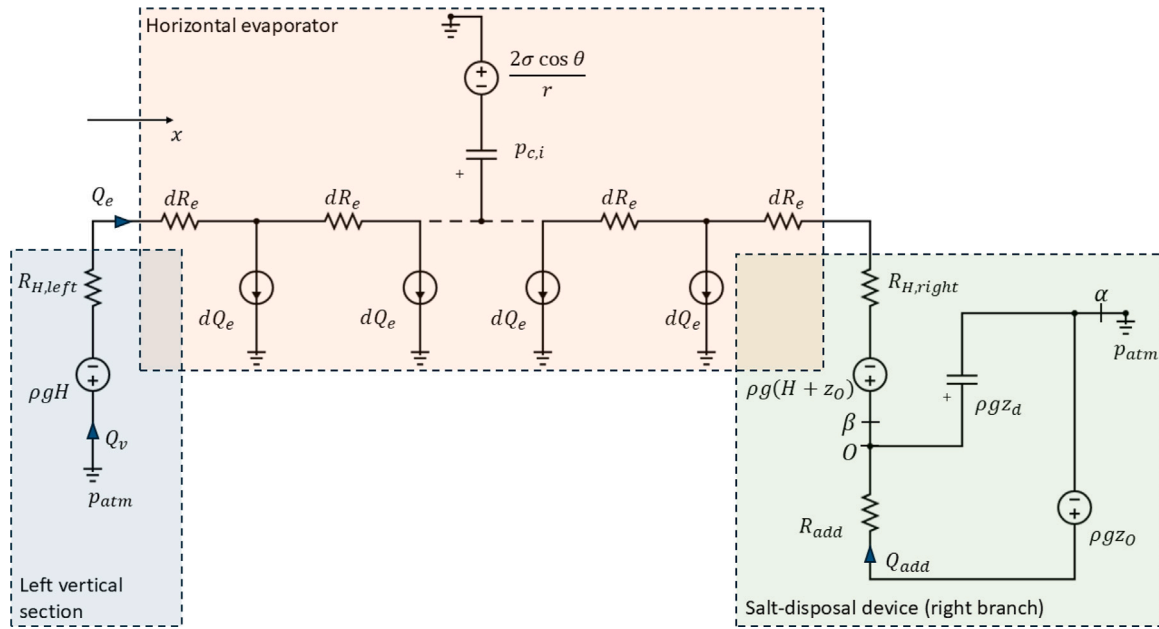 Horizontal evaporator
2σ cos θ
r
+
−
x
p_{c,i}
+
Q_e
dR_e
dR_e
dR_e
dR_e
R_{H,left}
dQ_e
dQ_e
dQ_e
dQ_e
R_{H,right}
α
p_{atm}
ρgH
−
+
ρg(H + z_O)
−
+
+
ρgz_d
β
O
Q_v
p_{atm}
R_{add}
−
+
ρgz_O
Q_{add}
Left vertical
section
Salt-disposal device (right branch)